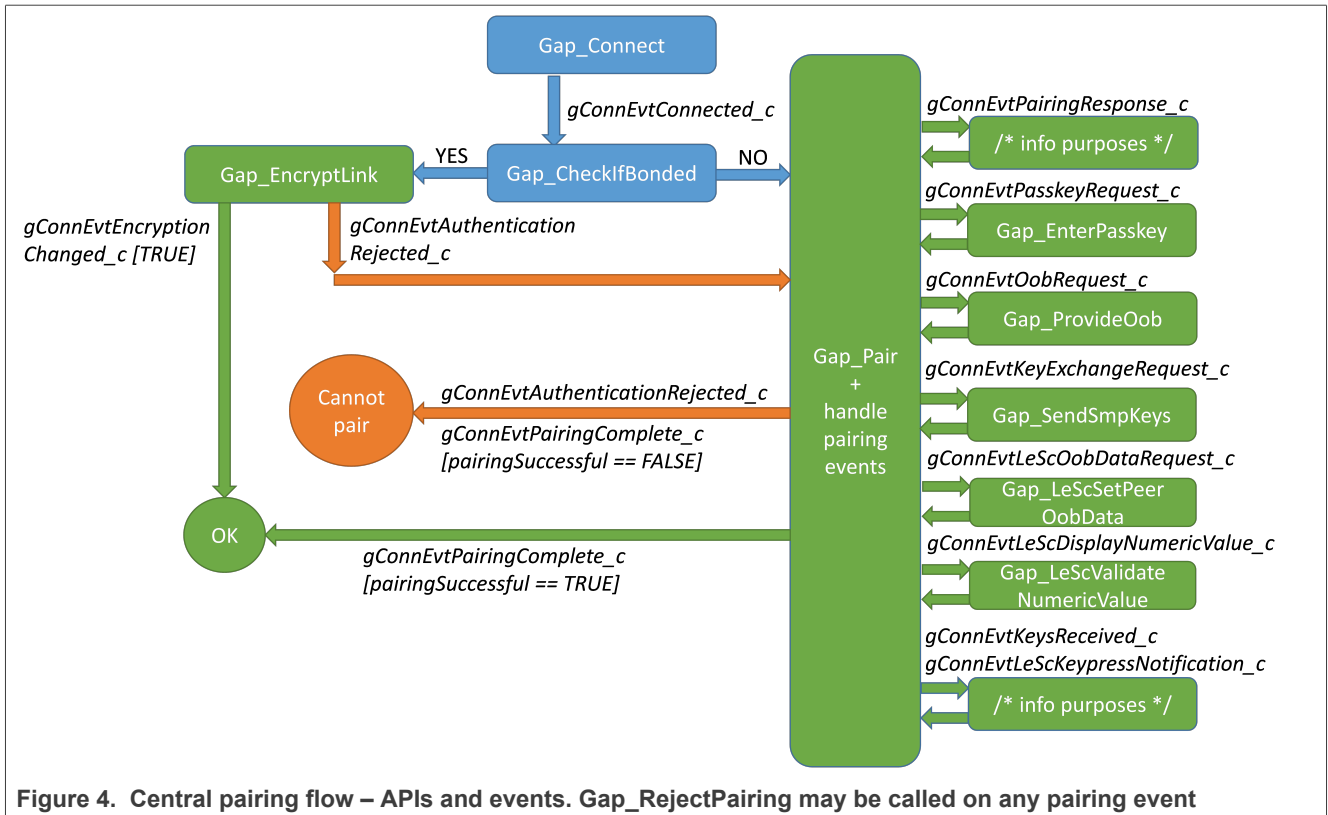 Gap_Connect
gConnEvtConnected_c
Gap_CheckIfBonded
YES
NO
Gap_EncryptLink
gConnEvtEncryption
Changed_c [TRUE]
gConnEvtAuthentication
Rejected_c
Cannot
pair
gConnEvtAuthenticationRejected_c
gConnEvtPairingComplete_c
[pairingSuccessful == FALSE]
OK
gConnEvtPairingComplete_c
[pairingSuccessful == TRUE]
Gap_Pair
+
handle
pairing
events
gConnEvtPairingResponse_c
/* info purposes */
gConnEvtPasskeyRequest_c
Gap_EnterPasskey
gConnEvtOobRequest_c
Gap_ProvideOob
gConnEvtKeyExchangeRequest_c
Gap_SendSmpKeys
gConnEvtLeScOobDataRequest_c
Gap_LeScSetPeer
OobData
gConnEvtLeScDisplayNumericValue_c
Gap_LeScValidate
NumericValue
gConnEvtKeysReceived_c
gConnEvtLeScKeypressNotification_c
/* info purposes */
Figure 4. Central pairing flow – APIs and events. Gap_RejectPairing may be called on any pairing event